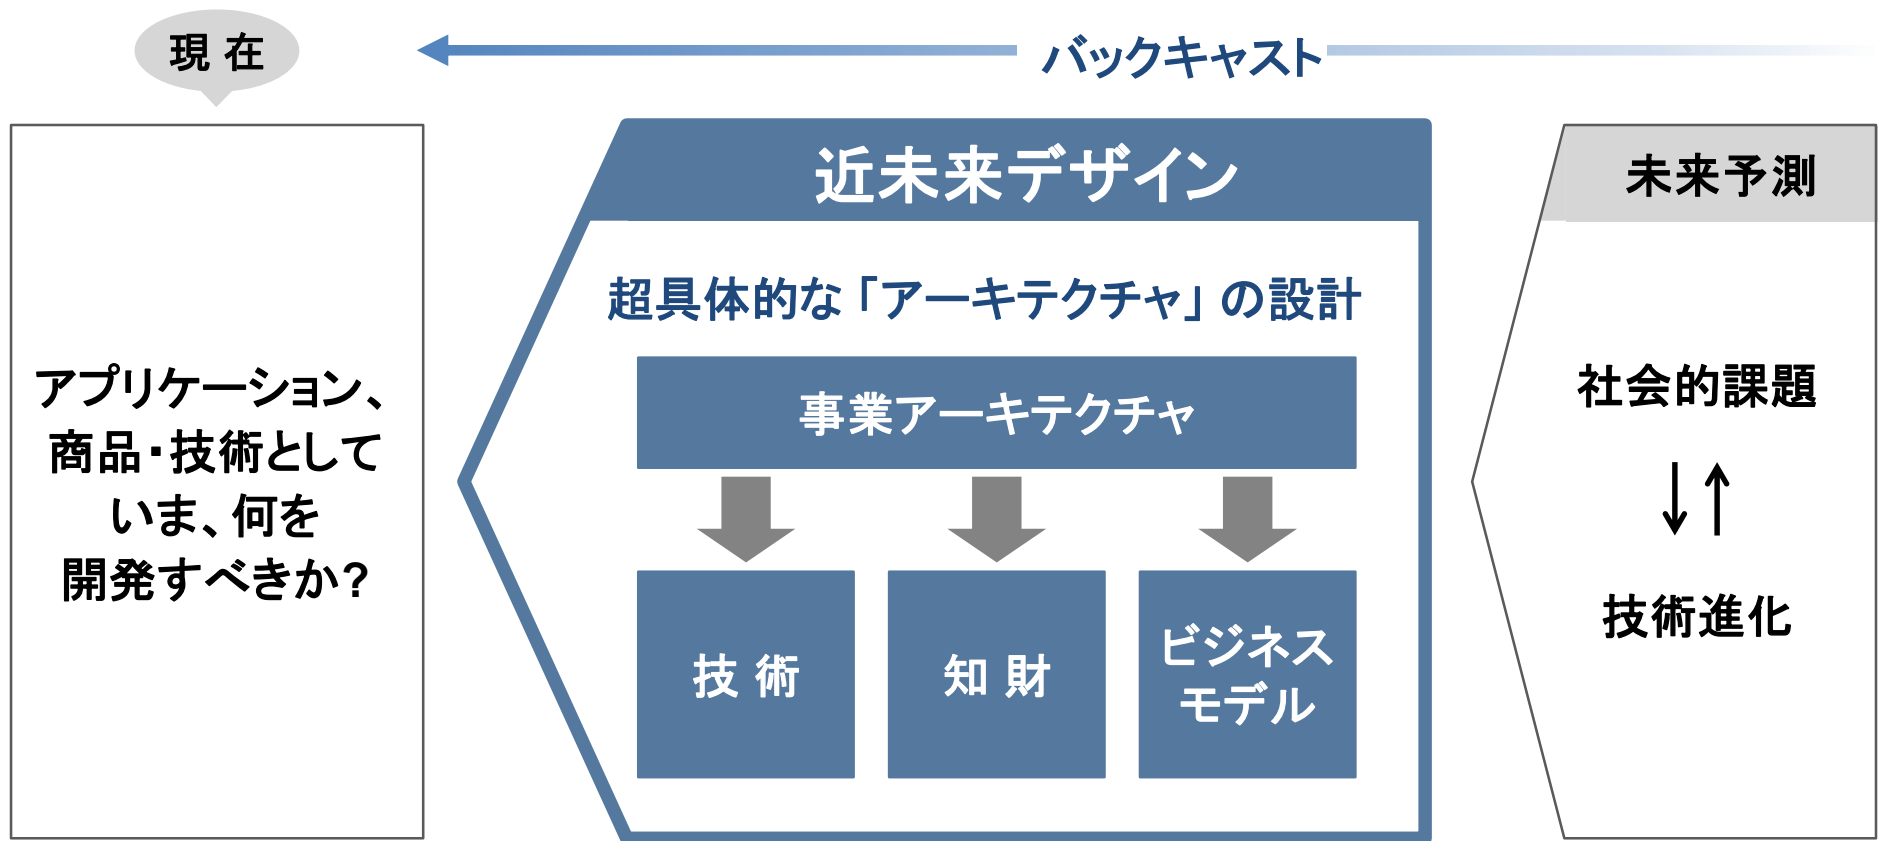 現 在
バックキャスト
アプリケーション、
商品・技術として
いま、何を
開発すべきか?
近未来デザイン
超具体的な「アーキテクチャ」の設計
事業アーキテクチャ
技 術
知 財
ビジネス
モデル
未来予測
社会的課題
技術進化